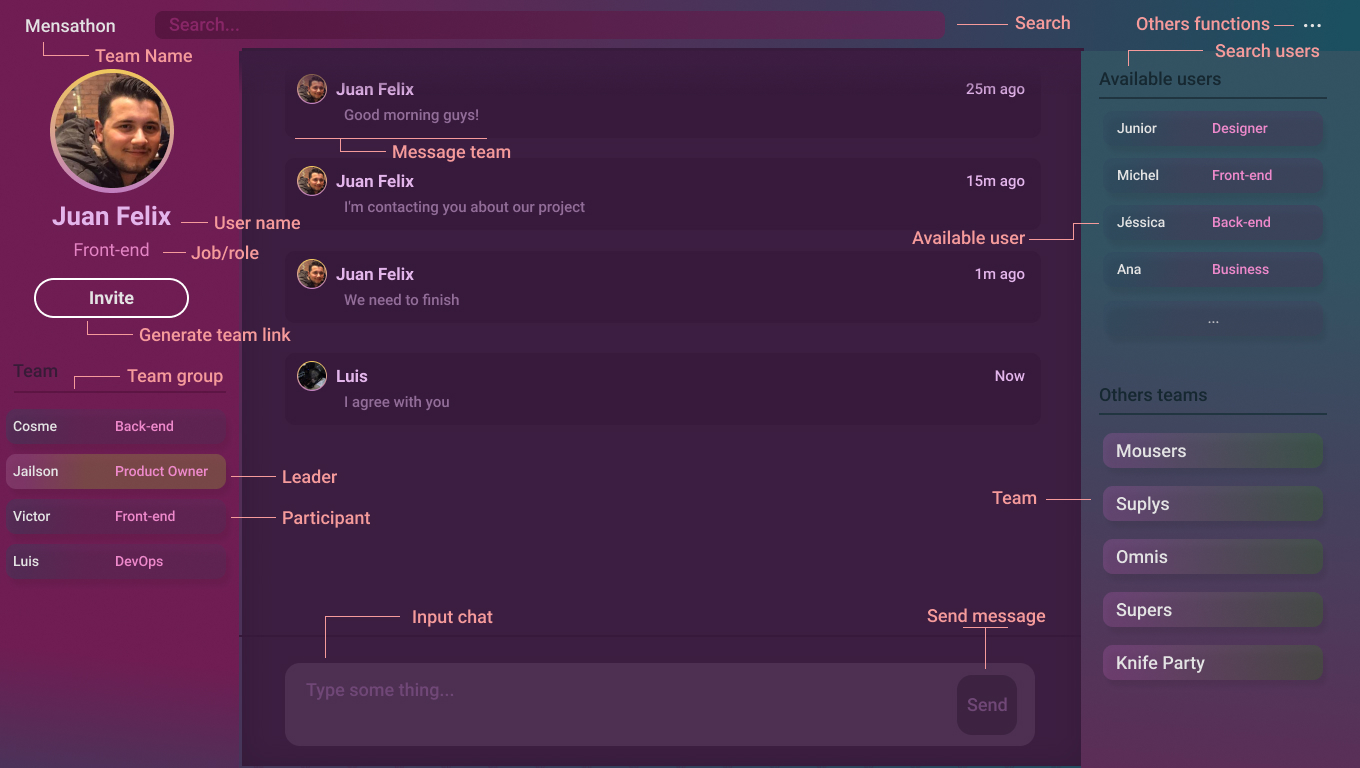 Mensathon
Search...
Search
Others functions
...
Team Name
Search users
Juan Felix
Front-end
User name
Job/role
Invite
Generate team link
Team
Team group
Cosme Back-end
Jailson Product Owner
Leader
Victor Front-end
Participant
Luis DevOps
Juan Felix 25m ago
Good morning guys!
Message team
Juan Felix 15m ago
I'm contacting you about our project
Juan Felix 1m ago
We need to finish
Luis Now
I agree with you
Input chat
Send message
Type some thing...
Send
Available users
Junior Designer
Michel Front-end
Jéssica Back-end
Available user
Ana Business
...
Others teams
Mousers
Suplys
Team
Omnis
Supers
Knife Party